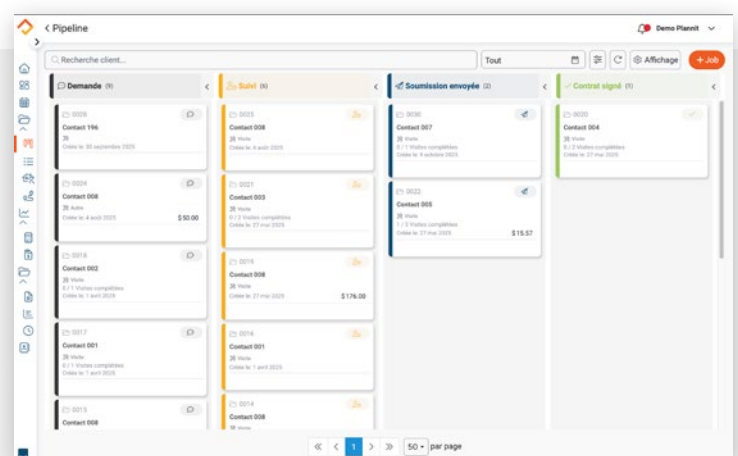 Pipeline
Demo Plannit
Recherche client...
Tout
Affichage
+ Job
Demande (9)
0009
Contact 196
Créée le: 30 septembre 2025
0004
Contact 008
Autre
Créée le: 4 août 2025
$50.00
0018
Contact 002
Visite
0 / 1 Visites complétées
Créée le: 1 avril 2025
0017
Contact 001
Visite
0 / 1 Visites complétées
Créée le: 1 avril 2025
0015
Contact 008
Suivi (6)
0025
Contact 008
Visite
Créée le: 4 août 2025
0021
Contact 003
Visite
0 / 2 Visites complétées
Créée le: 27 mai 2025
0019
Contact 008
Visite
Créée le: 27 mai 2025
$176.00
0016
Contact 001
Visite
Créée le: 1 avril 2025
0014
Contact 008
Visite
Soumission envoyée (2)
0030
Contact 007
Visite
0 / 1 Visites complétées
Créée le: 4 octobre 2025
0022
Contact 005
Visite
1 / 2 Visites complétées
Créée le: 27 mai 2025
$15.57
Contrat signé (1)
0020
Contact 004
Visite
0 / 2 Visites complétées
Créée le: 27 mai 2025
1
50
par page